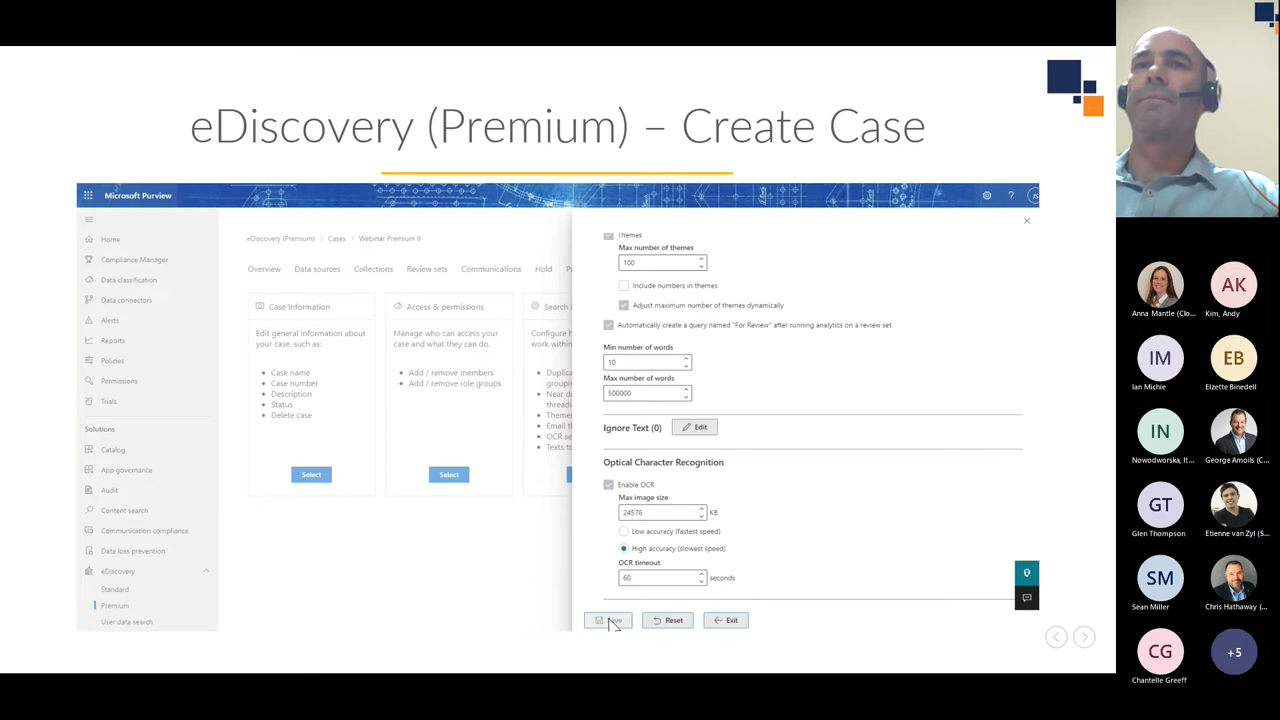 eDiscovery (Premium) – Create Case
Microsoft Purview
?
Home
Compliance Manager
Data classification
Data connectors
Alerts
Reports
Policies
Permissions
Trials
Solutions
Catalog
App governance
Audit
Content search
Communication compliance
Data loss prevention
eDiscovery
Standard
Premium
User data search
eDiscovery (Premium) > Cases > Webinar Premium II
Overview Data sources Collections Review sets Communications Hold
Case Information
Edit general information about
your case, such as:
Case name
Case number
Description
Status
Delete case
Select
Access & permissions
Manage who can access your
case and what they can do.
Add / remove members
Add / remove role groups
Select
Search
Configure
work within
Near
Themes
Email
OCR
Themes
Max number of themes
100
Include numbers in themes
Adjust maximum number of themes dynamically
Automatically create a query named "For Review" after running analytics on a review set
Min number of words
10
Max number of words
500000
Ignore Text (0) Edit
Optical Character Recognition
Enable OCR
Max image size
24576 KB
Low accuracy (fastest speed)
High accuracy (slowest speed)
OCR timeout
60 seconds
Reset Exit
Anna Mantle (Clo...
AK
Kim, Andy
IM
Ian Michie
EB
Elzette Binedell
IN
Nowodworska, It...
George Amoils (C...
GT
Glen Thompson
Etienne van Zyl (S...
SM
Sean Miller
Chris Hathaway (...
CG
Chantelle Greeff
+5